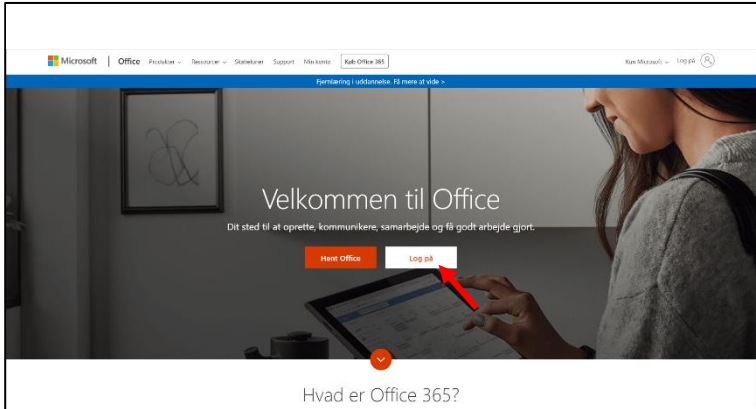 Microsoft | Office Produkter Ressourcer Skabeloner Support Min konto Køb Office 365 Kun Microsoft Log på
Fjernlæring i uddannelse. Få mere at vide >
Velkommen til Office
Dit sted til at oprette, kommunikere, samarbejde og få godt arbejde gjort.
Hent Office Log på
Hvad er Office 365?